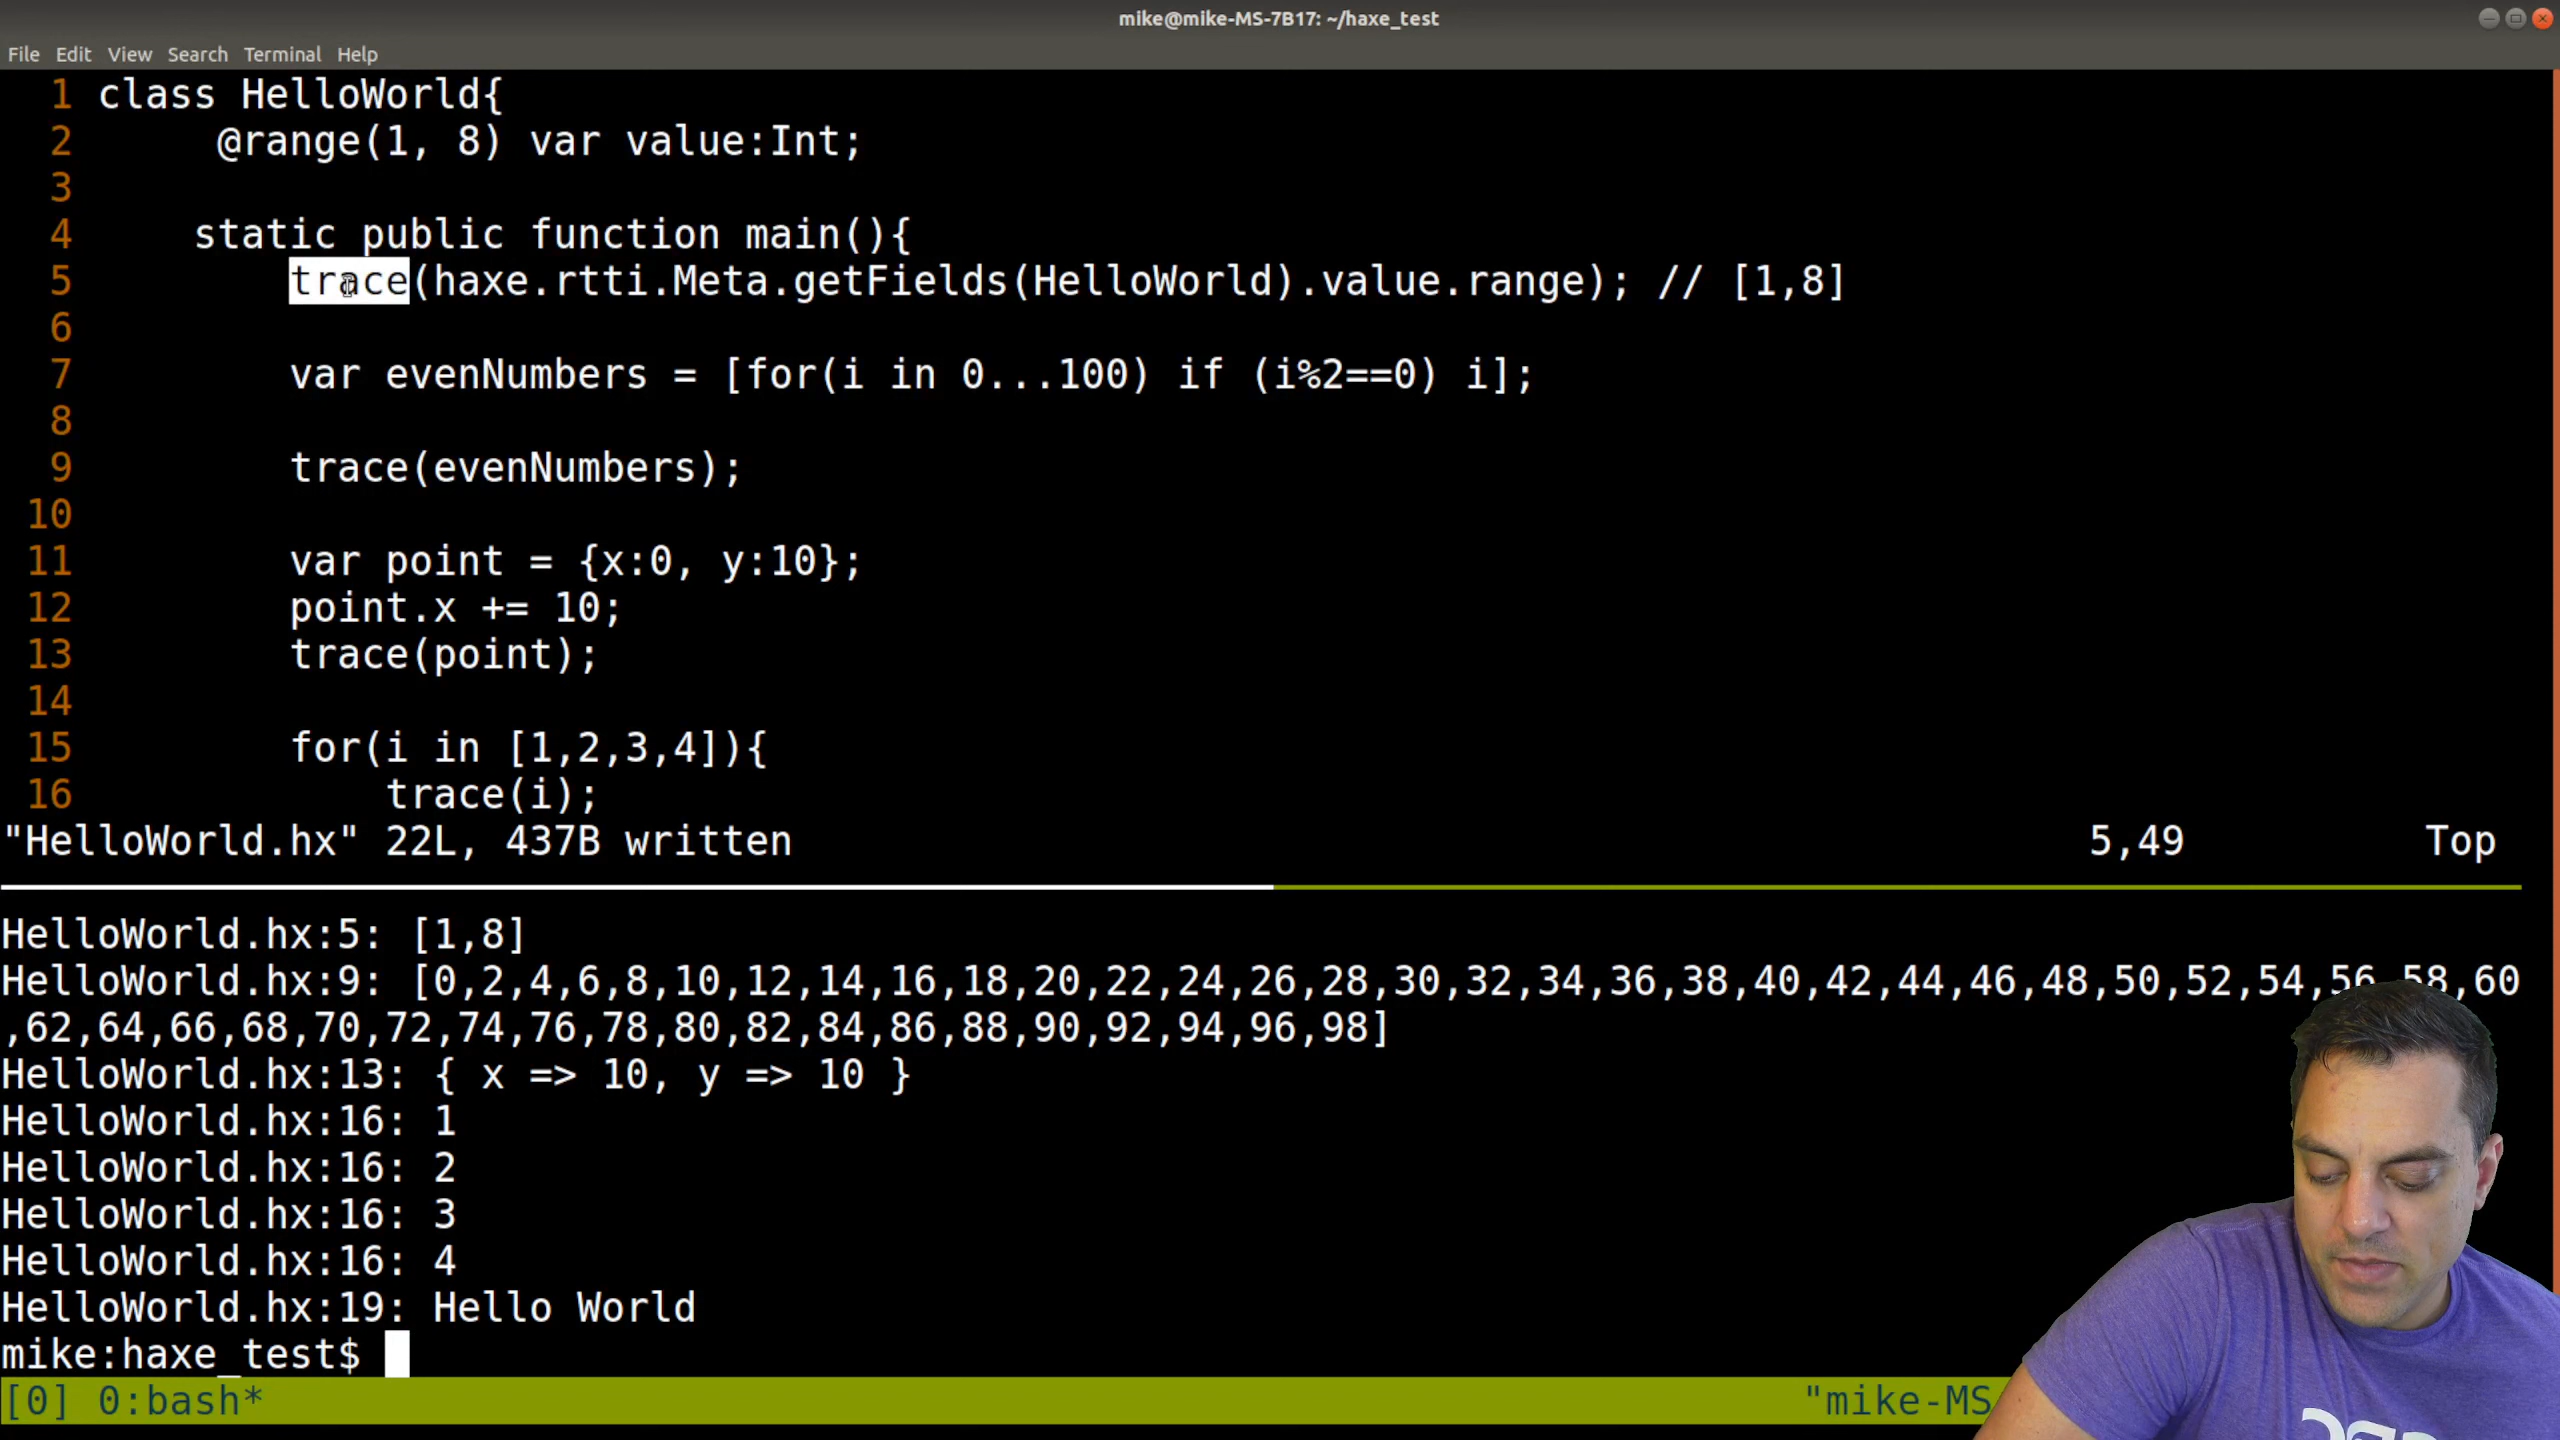 mike@mike-MS-7B17: ~/haxe_test
File Edit View Search Terminal Help
1 class HelloWorld{
2      @range(1, 8) var value:Int;
3
4     static public function main(){
5         trace(haxe.rtti.Meta.getFields(HelloWorld).value.range); // [1,8]
6
7         var evenNumbers = [for(i in 0...100) if (i%2==0) i];
8
9         trace(evenNumbers);
10
11         var point = {x:0, y:10};
12         point.x += 10;
13         trace(point);
14
15         for(i in [1,2,3,4]){
16             trace(i);
"HelloWorld.hx" 22L, 437B written 5,49 Top
HelloWorld.hx:5: [1,8]
HelloWorld.hx:9: [0,2,4,6,8,10,12,14,16,18,20,22,24,26,28,30,32,34,36,38,40,42,44,46,48,50,52,54,56,58,60
,62,64,66,68,70,72,74,76,78,80,82,84,86,88,90,92,94,96,98]
HelloWorld.hx:13: { x => 10, y => 10 }
HelloWorld.hx:16: 1
HelloWorld.hx:16: 2
HelloWorld.hx:16: 3
HelloWorld.hx:16: 4
HelloWorld.hx:19: Hello World
mike:haxe_test$
[0] 0:bash* "mike-MS